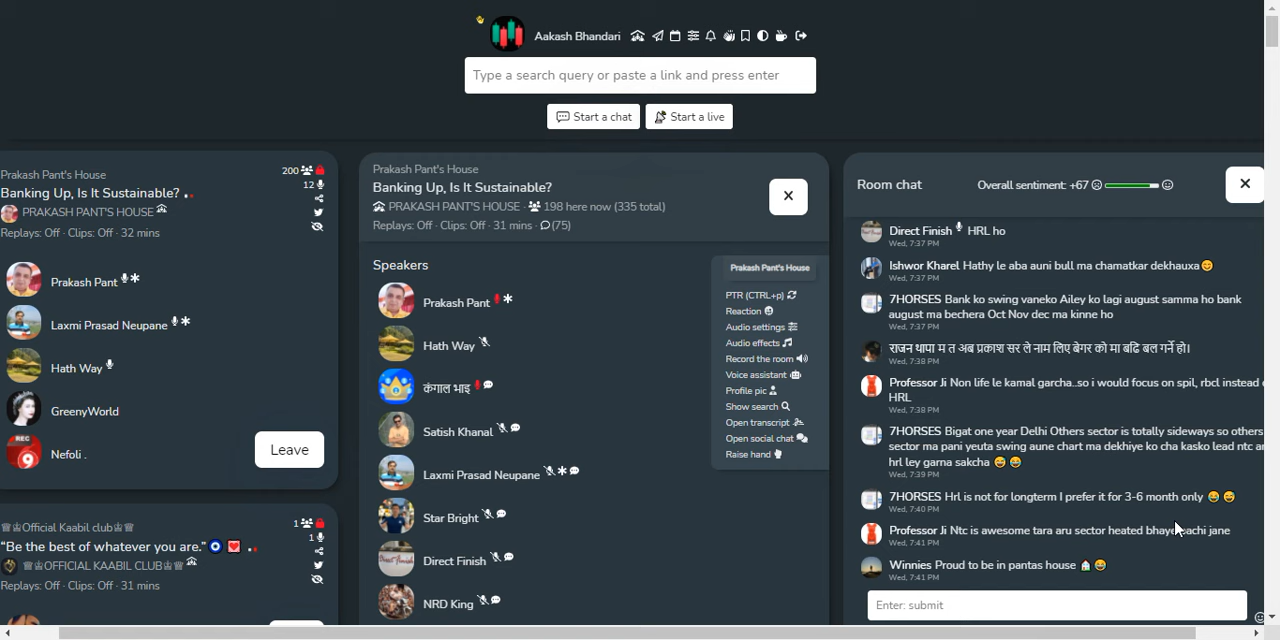 Aakash Bhandari
Type a search query or paste a link and press enter
Start a chat
Start a live
Prakash Pant's House
200
Banking Up, Is It Sustainable?
12
PRAKASH PANT'S HOUSE
Replays: Off · Clips: Off · 32 mins
Prakash Pant
Laxmi Prasad Neupane
Hath Way
GreenyWorld
REC
9
Nefoli .
Leave
♕♔Official Kaabil club♔♕
1
"Be the best of whatever you are."
1
♕♔OFFICIAL KAABIL CLUB♔♕
Replays: Off · Clips: Off · 31 mins
Prakash Pant's House
Banking Up, Is It Sustainable?
PRAKASH PANT'S HOUSE · 198 here now (335 total)
Replays: Off · Clips: Off · 31 mins · (75)
×
Speakers
Prakash Pant
Hath Way
कंगाल भाइ
Satish Khanal
Laxmi Prasad Neupane
Star Bright
Direct Finish
NRD King
Prakash Pant's House
PTR (CTRL+p)
Reaction
Audio settings
Audio effects
Record the room
Voice assistant
Profile pic
Show search
Open transcript
Open social chat
Raise hand
Room chat
Overall sentiment: +67
×
Direct Finish HRL ho
Wed, 7:37 PM
Ishwor Kharel Hathy le aba auni bull ma chamatkar dekhauxa😊
Wed, 7:37 PM
7HORSES Bank ko swing vaneko Ailey ko lagi august samma ho bank
august ma bechera Oct Nov dec ma kinne ho
Wed, 7:37 PM
राजन थापा म त अब प्रकाश सर ले नाम लिए बेगर को मा बढि बल गर्ने हो।
Wed, 7:38 PM
Professor Ji Non life le kamal garcha..so i would focus on spil, rbcl instead o
HRL
Wed, 7:38 PM
7HORSES Bigat one year Delhi Others sector is totally sideways so others
sector ma pani yeuta swing aune chart ma dekhiye ko cha kasko lead ntc ar
hrl ley garna sakcha 😅 😅
Wed, 7:39 PM
7HORSES Hrl is not for longterm I prefer it for 3-6 month only 😅 😅
Wed, 7:40 PM
Professor Ji Ntc is awesome tara aru sector heated jane
Wed, 7:41 PM
Winnies Proud to be in pantas house 🏠 😂
Wed, 7:41 PM
Enter: submit